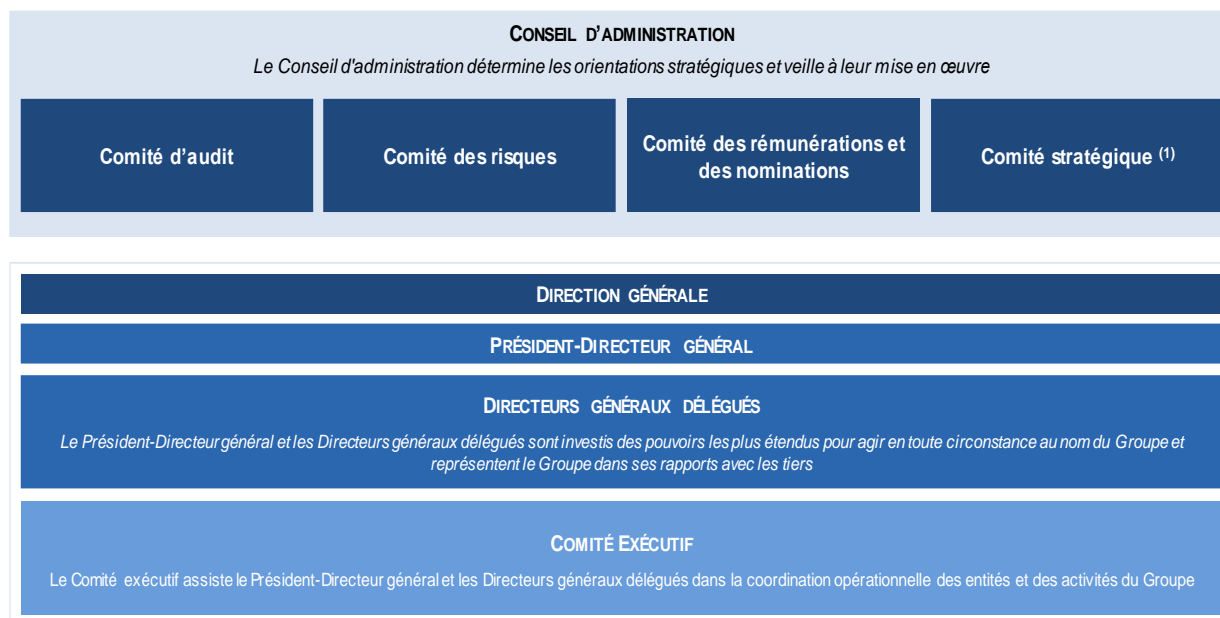 CONSEIL D'ADMINISTRATION
Le Conseil d'administration détermine les orientations stratégiques et veille à leur mise en œuvre
Comité d'audit
Comité des risques
Comité des rémunérations et
des nominations
Comité stratégique (1)
DIRECTION GÉNÉRALE
PRÉSIDENT-DIRECTEUR GÉNÉRAL
DIRECTEURS GÉNÉRAUX DÉLÉGUÉS
Le Président-Directeur général et les Directeurs généraux délégués sont investis des pouvoirs les plus étendus pour agir en toute circonstance au nom du Groupe et
représentent le Groupe dans ses rapports avec les tiers
COMITÉ EXÉCUTIF
Le Comité exécutif assiste le Président-Directeur général et les Directeurs généraux délégués dans la coordination opérationnelle des entités et des activités du Groupe